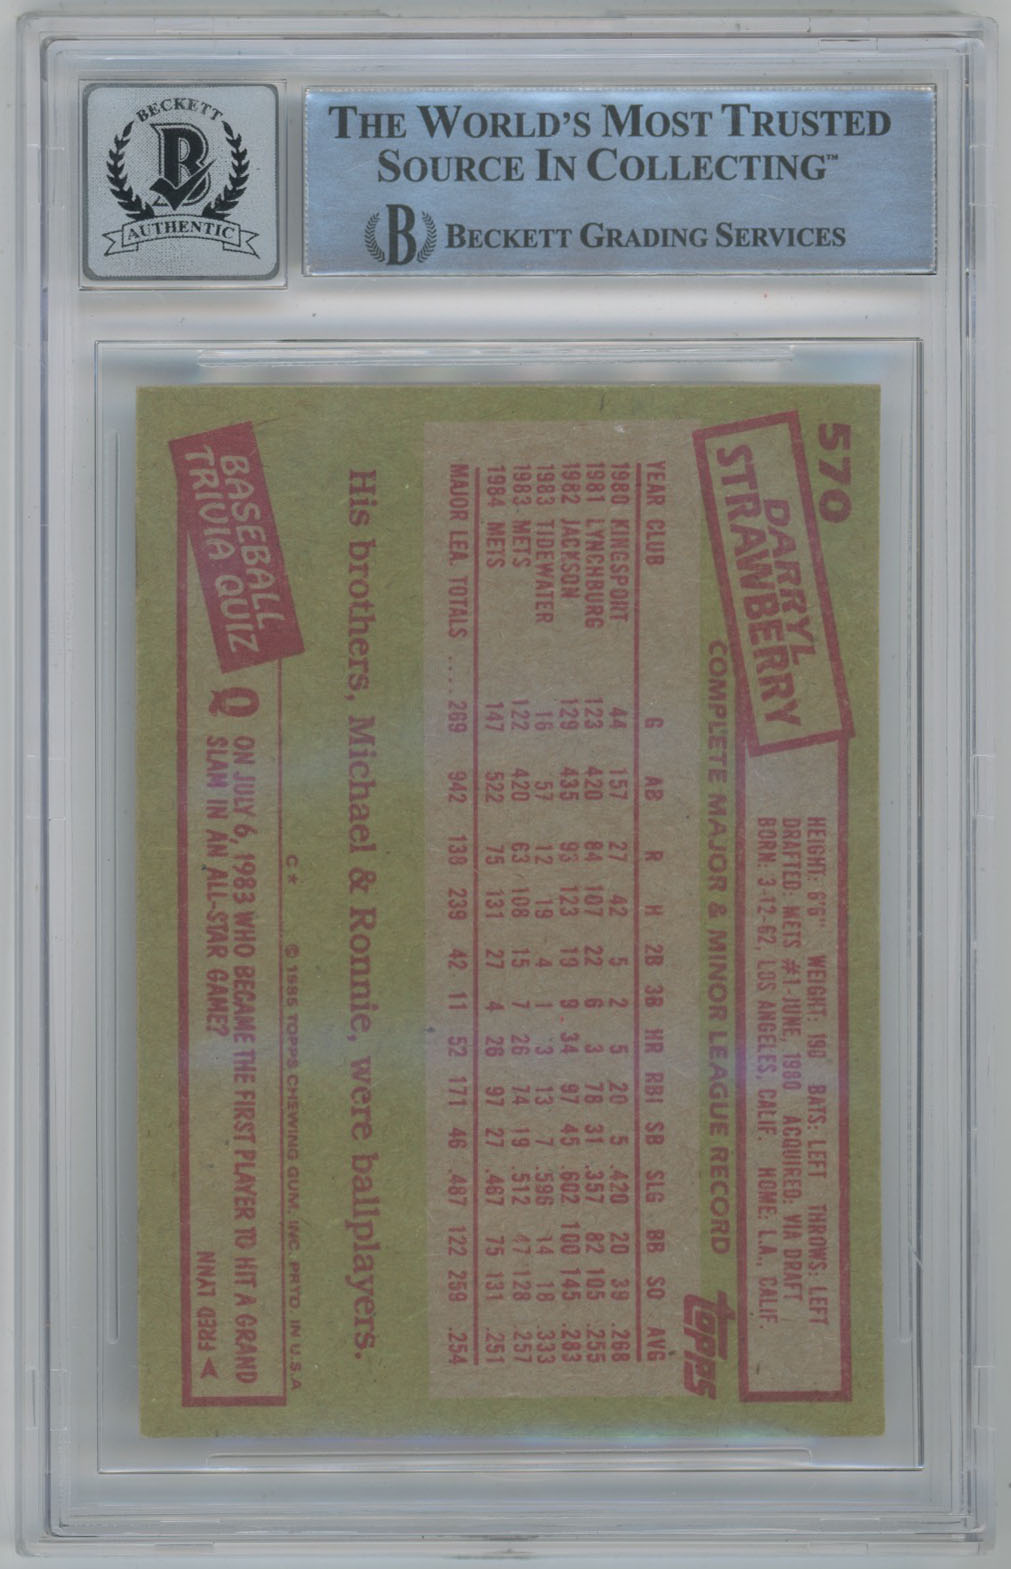 BECKETT
B
AUTHENTIC
THE WORLD'S MOST TRUSTED
SOURCE IN COLLECTING™
B BECKETT GRADING SERVICES
570
DARRYL
STRAWBERRY
HEIGHT: 6'6" WEIGHT: 190 BATS: LEFT THROWS: LEFT
DRAFTED: METS #1-JUNE, 1980 ACQUIRED: VIA DRAFT
BORN: 3-12-62, LOS ANGELES, CALIF. HOME: L.A., CALIF.
COMPLETE MAJOR & MINOR LEAGUE RECORD
topps
YEAR CLUB G AB R H 2B 3B HR RBI SB SLG BB SO AVG
1980 KINGSPORT 44 157 27 42 5 2 5 20 5 .420 20 39 .268
1981 LYNCHBURG 123 420 84 107 22 6 3 78 31 .357 82 105 .255
1982 JACKSON 129 435 93 123 19 9 34 97 45 .602 100 145 .283
1983 TIDEWATER 16 57 12 19 4 1 3 13 7 .596 14 18 .333
1983 METS 122 420 63 108 15 7 26 74 19 .512 47 128 .257
1984 METS 147 522 75 131 27 4 26 97 27 .467 75 131 .251
MAJOR LEA. TOTALS .... 269 942 138 239 42 11 52 171 46 .487 122 259 .254
His brothers, Michael & Ronnie, were ballplayers.
C* © 1985 TOPPS CHEWING GUM, INC. PRTD. IN U.S.A
BASEBALL
TRIVIA QUIZ
Q ON JULY 6, 1983 WHO BECAME THE FIRST PLAYER TO HIT A GRAND
SLAM IN AN ALL-STAR GAME?
FRED LYNN